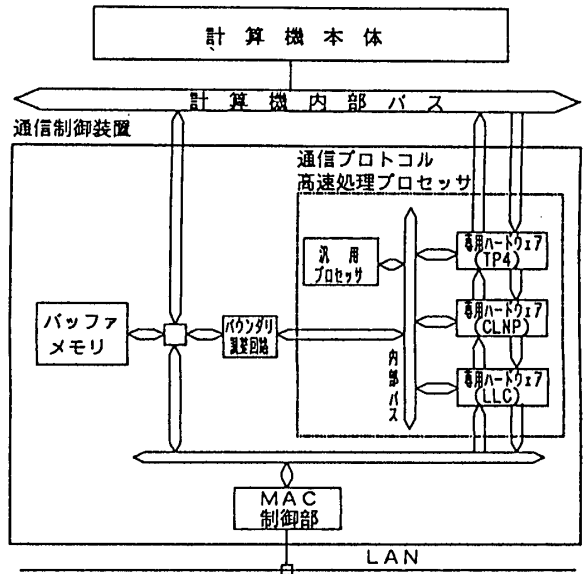 計算機本体
計算機内部バス
通信制御装置
通信プロトコル
高速処理プロセッサ
汎用
プロセッサ
専用ハードウェア
(TP4)
専用ハードウェア
(CLNP)
専用ハードウェア
(LLC)
バッファ
メモリ
バウンダリ
調整回路
内部バス
MAC
制御部
LAN